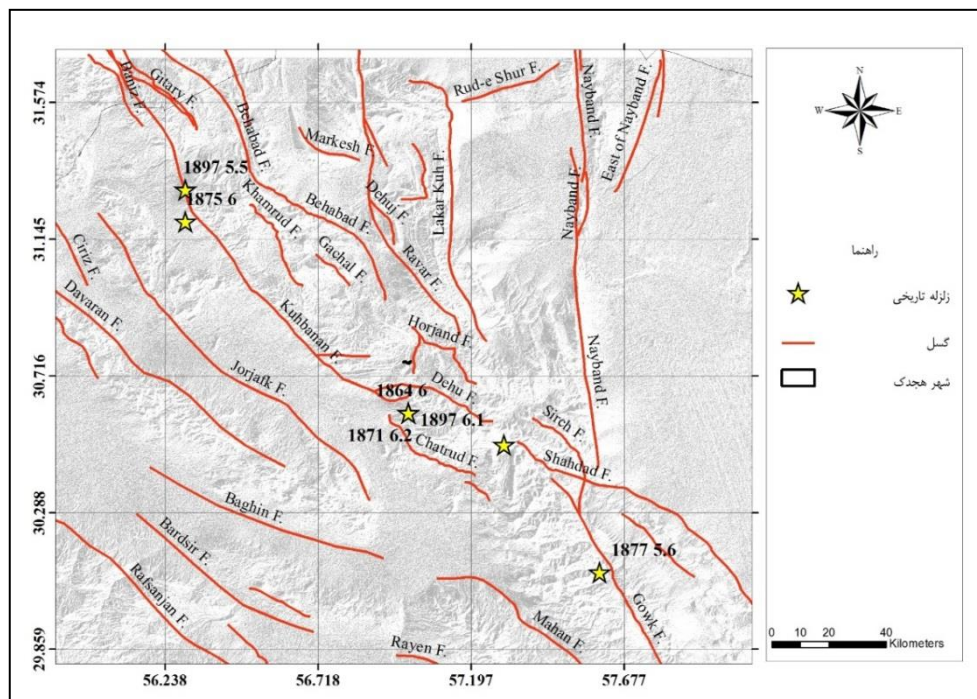 N
W
E
S
راهنما
زلزله تاریخی
گسل
شهر هجدک
0 10 20 40
Kilometers
31.574
31.145
30.716
30.288
29.859
56.238
56.718
57.197
57.677
Gitarv F.
Behabad F.
Markesh F.
Rud-e Shur F.
Nayband F.
East of Nayband F.
1897 5.5
1875 6
Khamrud F.
Behabad F.
Dehuj F.
Lakar Kuh F.
Nayband F.
Gachal F.
Ravar F.
Ciriz F.
Davaran F.
Kuhbanan F.
Horjand F.
Nayband F.
Jorjafk F.
1864 6
Dehu F.
1897 6.1
1871 6.2
Chatrud F.
Sirch F.
Shahdad F.
Baghin F.
Bardsir F.
1877 5.6
Rafsanjan F.
Gowk F.
Mahan F.
Rayen F.